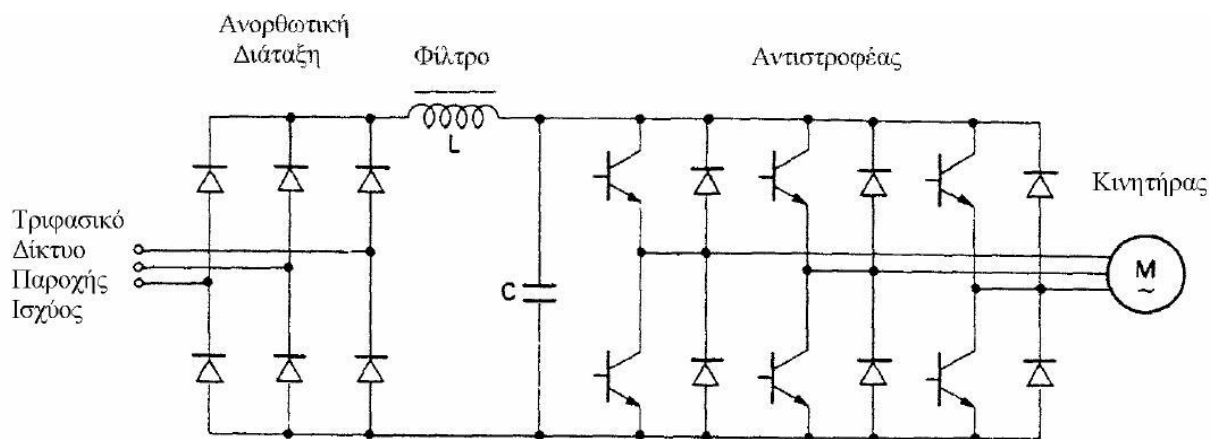 Ανορθωτική
Διάταξη
Φίλτρο
Αντιστροφέας
L
Κινητήρας
Τριφασικό
Δίκτυο
Παροχής
Ισχύος
C
M
~